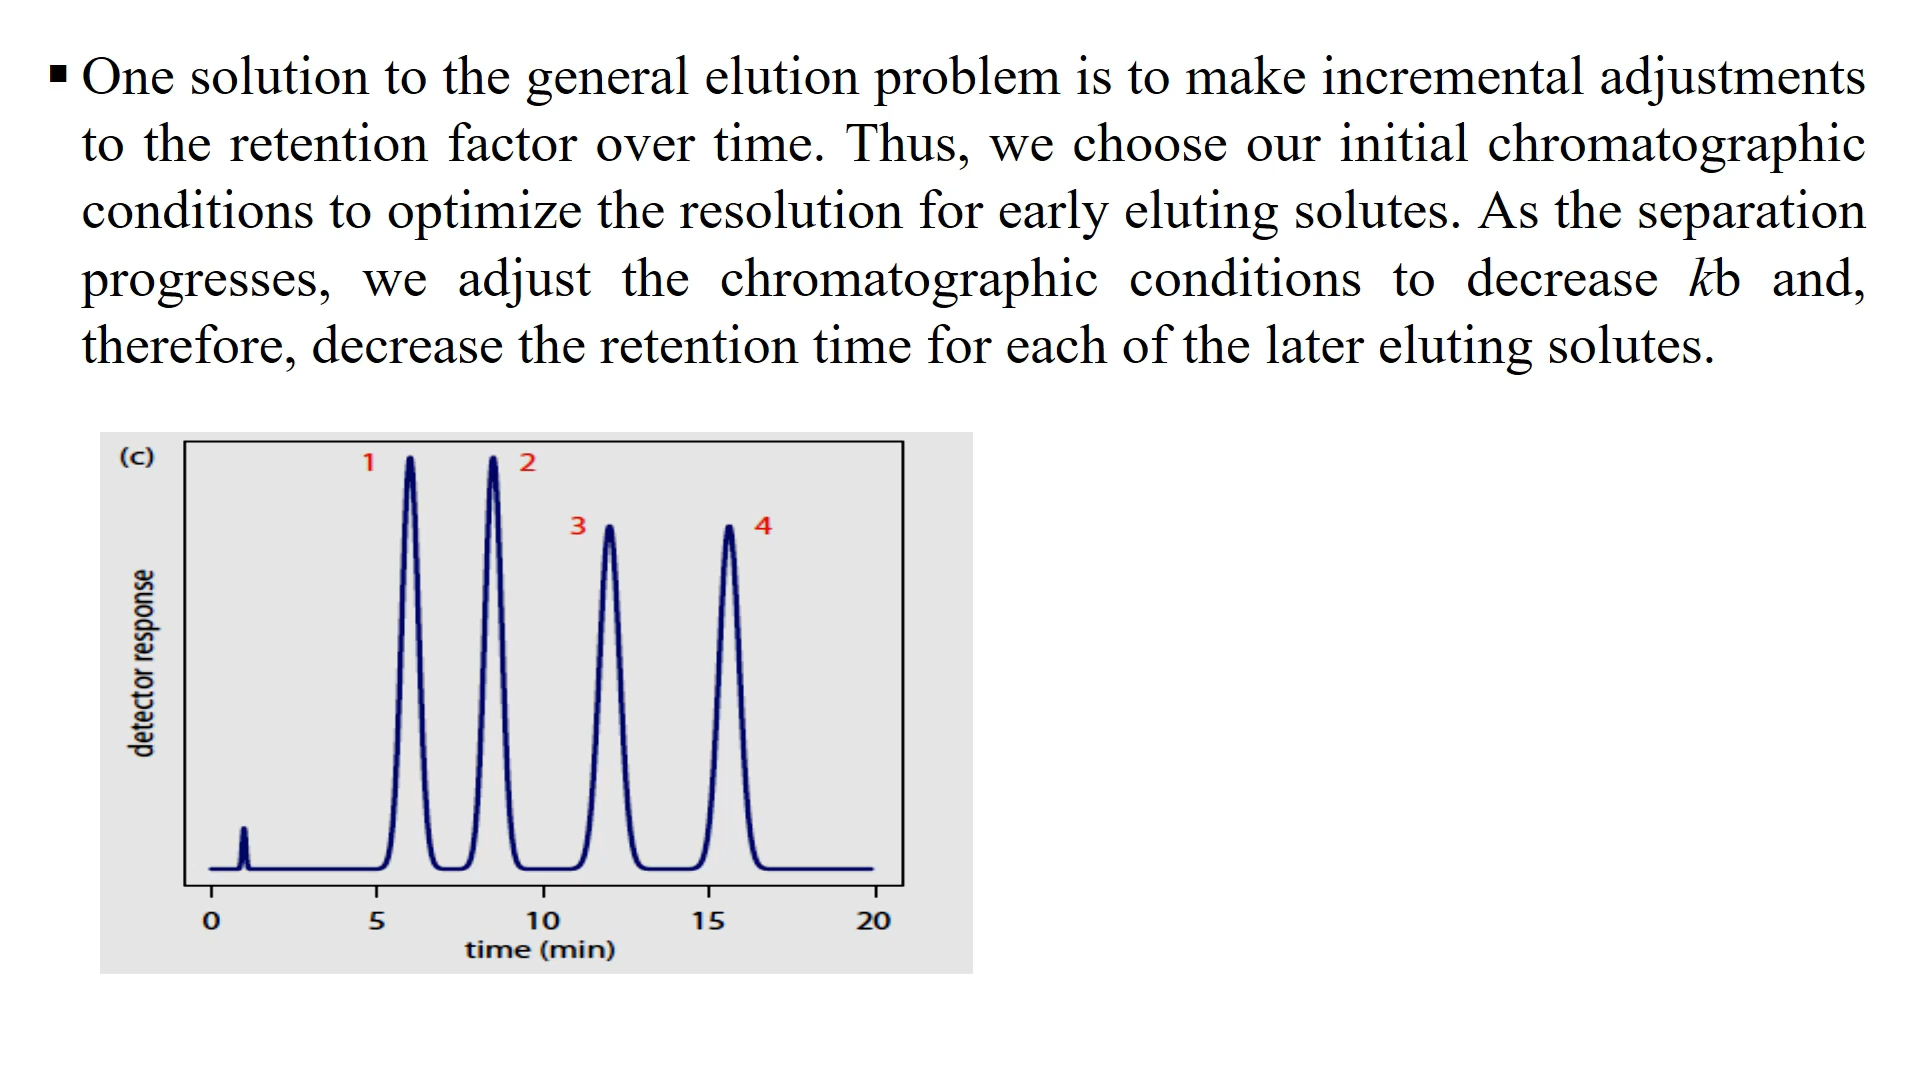 ▪ One solution to the general elution problem is to make incremental adjustments
to the retention factor over time. Thus, we choose our initial chromatographic
conditions to optimize the resolution for early eluting solutes. As the separation
progresses, we adjust the chromatographic conditions to decrease kb and,
therefore, decrease the retention time for each of the later eluting solutes.
(c)
1
2
3
4
detector response
0 5 10 15 20
time (min)